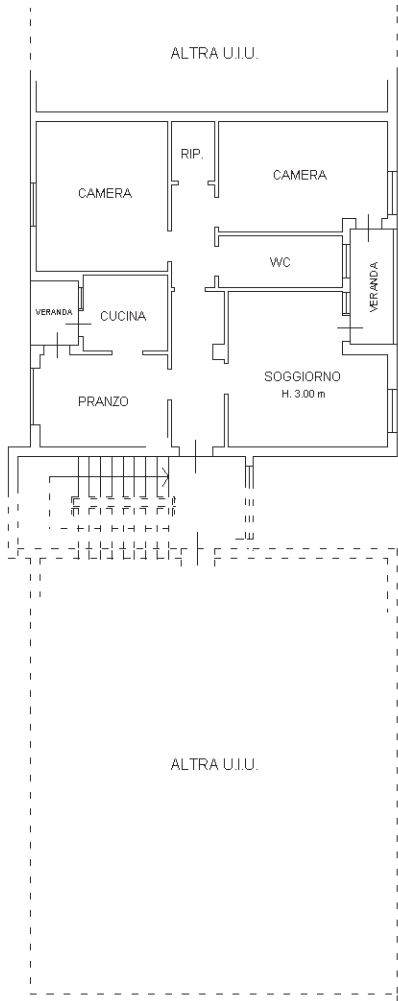 ALTRA U.I.U.
RIP.
CAMERA
CAMERA
WC
VERANDA
VERANDA
CUCINA
SOGGIORNO
H. 3.00 m
PRANZO
ALTRA U.I.U.